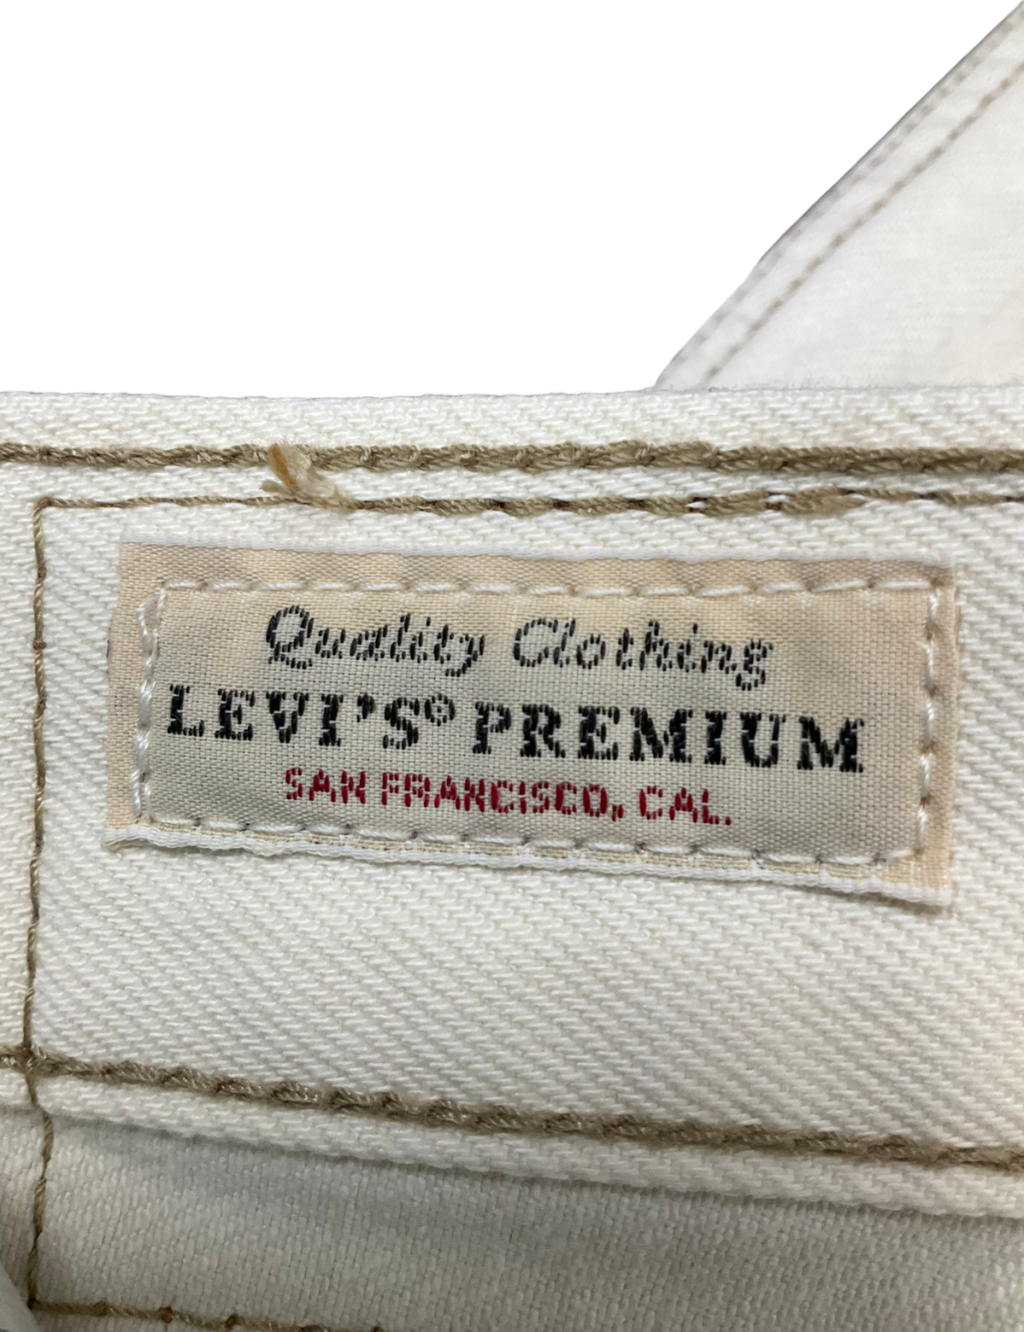 Quality Clothing
LEVI'S® PREMIUM
SAN FRANCISCO, CAL.